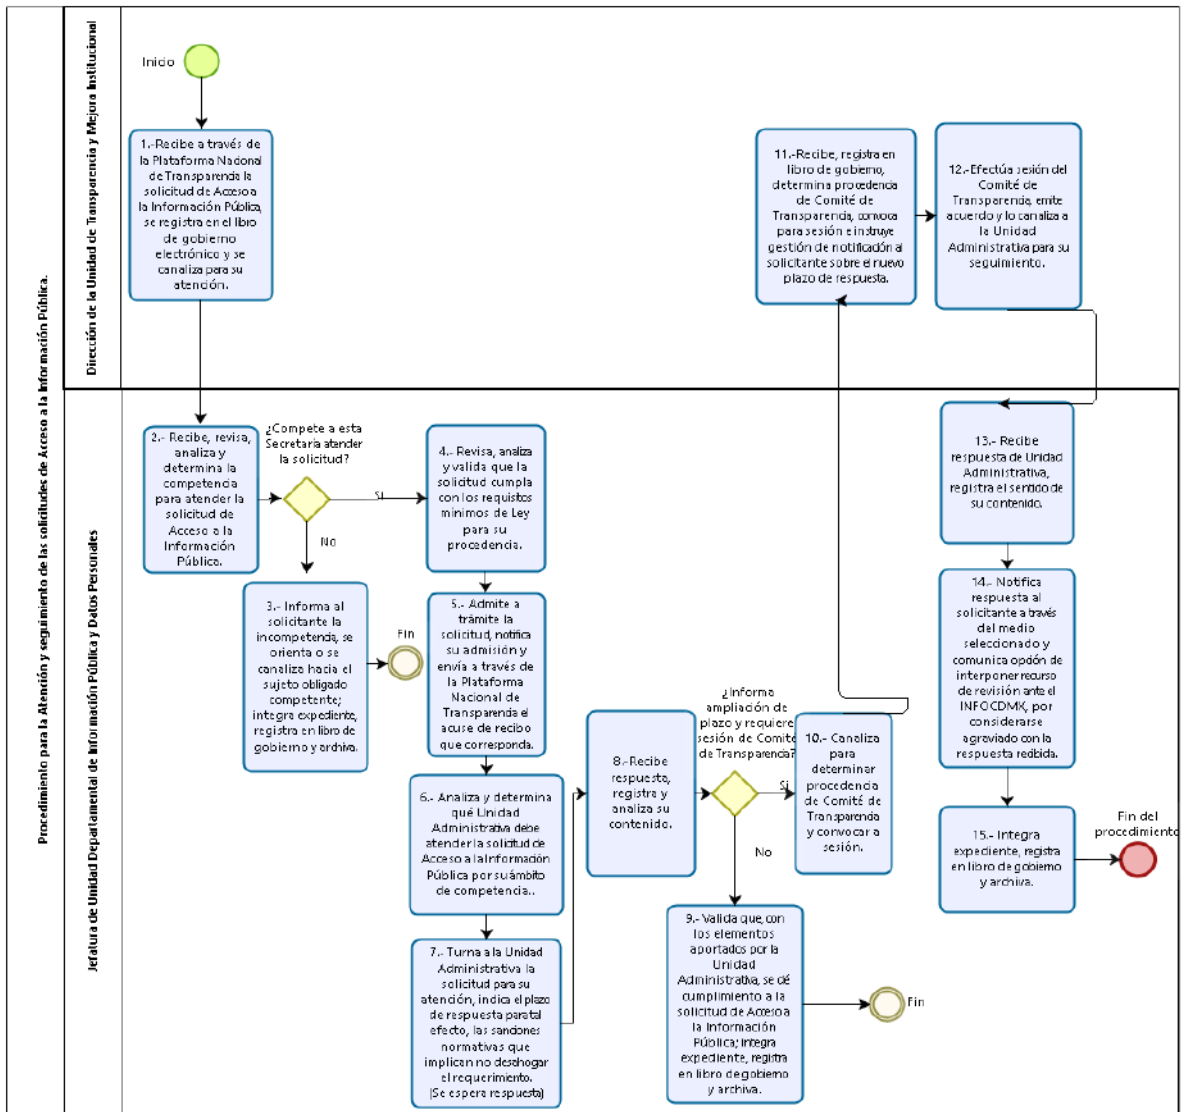 Procedimiento para la Atención y seguimiento de las solicitudes de Acceso a la Información Pública.
Dirección de la Unidad de Transparencia y Mejora Institucional
Inicio
1.-Recibe a través de
la Plataforma Nacional
de Transparencia la
solicitud de Acceso a
la Información Pública,
se registra en el libro
de gobierno
electrónico y se
canaliza para su
atención.
11.-Recibe, registra en
libro de gobierno,
determina procedencia
de Comité de
Transparencia, convoca
para sesión e instruye
gestión de notificación al
solicitante sobre el nuevo
plazo de respuesta.
12.-Efectúa sesión del
Comité de
Transparencia, emite
acuerdo y lo canaliza a
la Unidad
Administrativa para su
seguimiento.
Jefatura de Unidad Departamental de Información Pública y Datos Personales
2.- Recibe, revisa,
analiza y
determina la
competencia
para atender la
solicitud de
Acceso a la
Información
Pública.
¿Compete a esta
Secretaría atender
la solicitud?
Si
No
3.- Informa al
solicitante la
incompetencia, se
orienta o se
canaliza hacia el
sujeto obligado
competente;
integra expediente,
registra en libro de
gobierno y archiva.
Fin
4.- Revisa, analiza
y valida que la
solicitud cumpla
con los requistos
mínimos de Ley
para su
procedencia.
5.- Admite a
trámite la
solicitud, notifica
su admisión y
envía a través de
la Plataforma
Nacional de
Transparencia el
acuse de recibo
que corresponda.
6.- Analiza y determina
qué Unidad
Administrativa debe
atender la solicitud de
Acceso a la Información
Pública por su ámbito
de competencia..
7.- Turna a la Unidad
Administrativa la
solicitud para su
atención, indica el plazo
de respuesta para tal
efecto, las sanciones
normativas que
implican no desahogar
el requerimiento.
(Se espera respuesta)
8.-Recibe
respuesta,
registra y
analiza su
contenido.
¿Informa
ampliación de
plazo y requiere
sesión de Comité
de Transparencia?
Si
No
9.- Valida que, con
los elementos
aportados por la
Unidad
Administrativa, se dé
cumplimiento a la
solicitud de Acceso a
la Información
Pública; integra
expediente, registra
en libro de gobierno
y archiva.
Fin
10.- Canaliza
para
determinar
procedencia
de Comité de
Transparencia
y convocar a
sesión.
13.- Recibe
respuesta de Unidad
Administrativa,
registra el sentido de
su contenido.
14.- Notifica
respuesta al
solicitante a través
del medio
seleccionado y
comunica opción de
interponer recurso
de revisión ante el
INFOCDMX, por
considerarse
agraviado con la
respuesta recibida.
15.- Integra
expediente, registra
en libro de gobierno
y archiva.
Fin del
procedimiento